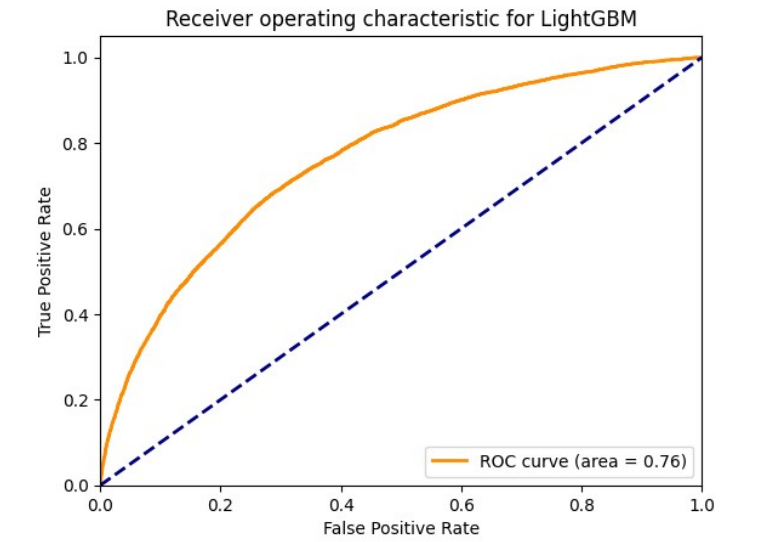 Receiver operating characteristic for LightGBM
1.0
0.8
0.6
0.4
0.2
0.0
True Positive Rate
ROC curve (area = 0.76)
0.0 0.2 0.4 0.6 0.8 1.0
False Positive Rate